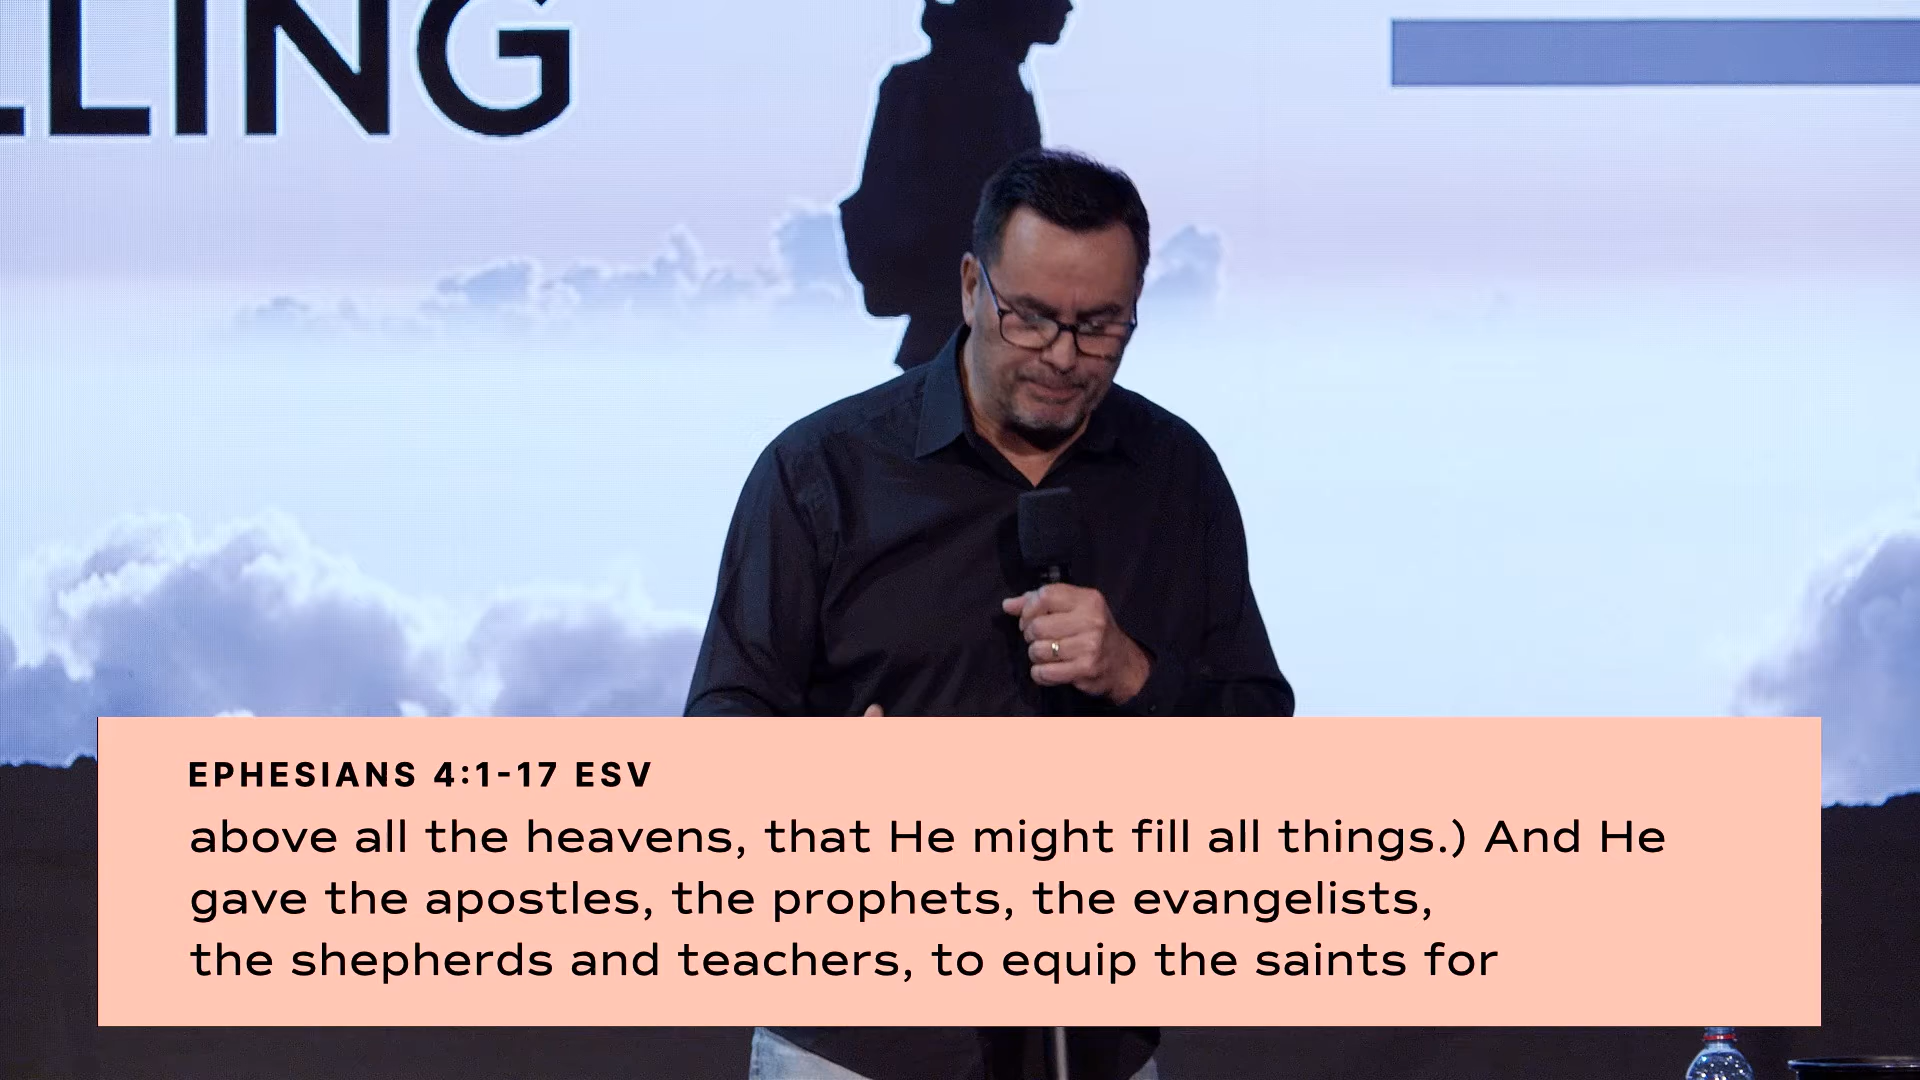 LLING
EPHESIANS 4:1-17 ESV
above all the heavens, that He might fill all things.) And He
gave the apostles, the prophets, the evangelists,
the shepherds and teachers, to equip the saints for